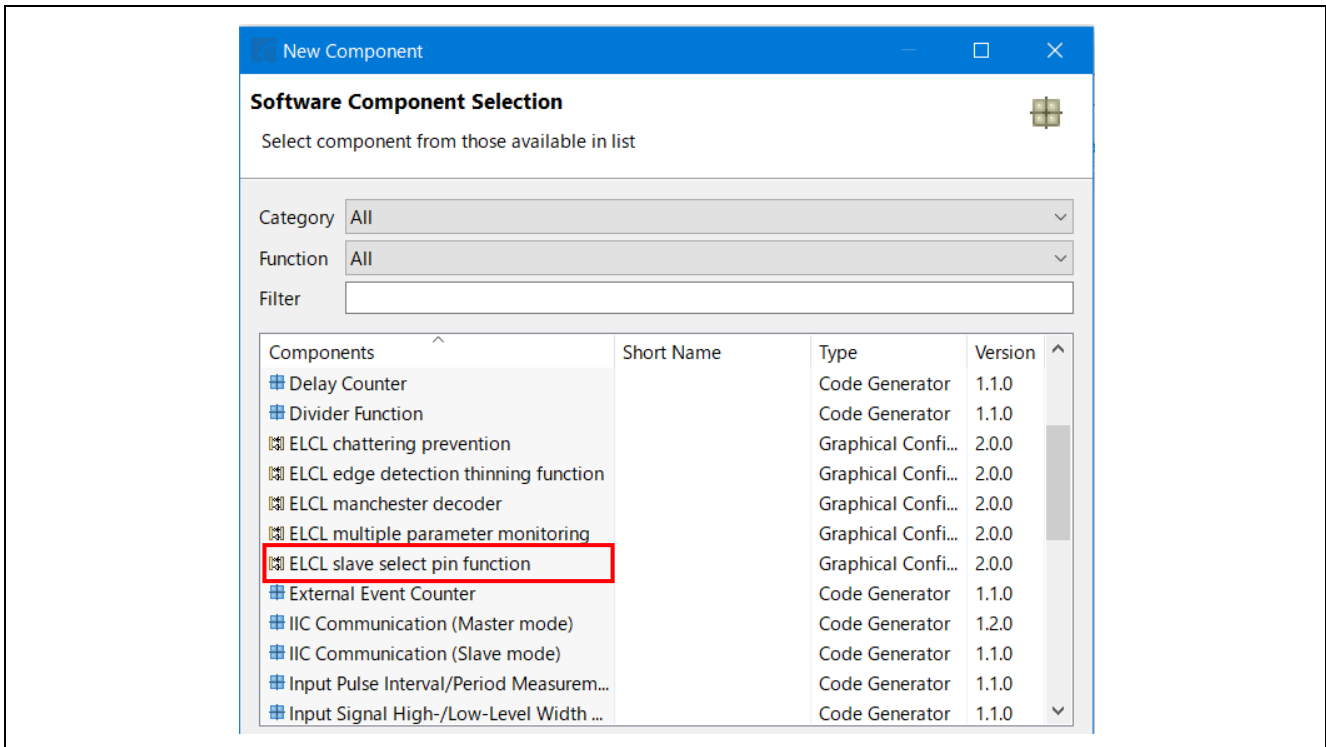 New Component
Software Component Selection
Select component from those available in list
Category All
Function All
Filter
Components Short Name Type Version
Delay Counter Code Generator 1.1.0
Divider Function Code Generator 1.1.0
ELCL chattering prevention Graphical Confi... 2.0.0
ELCL edge detection thinning function Graphical Confi... 2.0.0
ELCL manchester decoder Graphical Confi... 2.0.0
ELCL multiple parameter monitoring Graphical Confi... 2.0.0
ELCL slave select pin function Graphical Confi... 2.0.0
External Event Counter Code Generator 1.1.0
IIC Communication (Master mode) Code Generator 1.2.0
IIC Communication (Slave mode) Code Generator 1.1.0
Input Pulse Interval/Period Measurem... Code Generator 1.1.0
Input Signal High-/Low-Level Width ... Code Generator 1.1.0